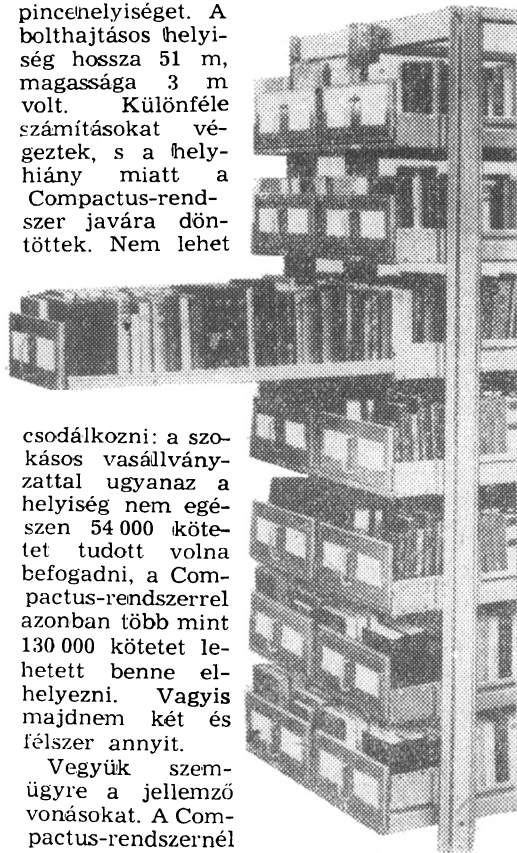 pincehelyiséget. A
bolthajtásos helyi-
ség hossza 51 m,
magassága 3 m
volt. Különféle
számításokat vé-
geztek, s a hely-
hiány miatt a
Compactus-rend-
szer javára dön-
töttek. Nem lehet
csodálkozni: a szo-
kásos vasállvány-
zattal ugyanaz a
helyiség nem egé-
szen 54 000 köte-
tet tudott volna
befogadni, a Com-
pactus-rendszerrel
azonban több mint
130 000 kötetet le-
hetett benne el-
helyezni. Vagyis
majdnem két és
félszer annyit.
Vegyük szem-
ügyre a jellemző
vonásokat. A Com-
pactus-rendszernél